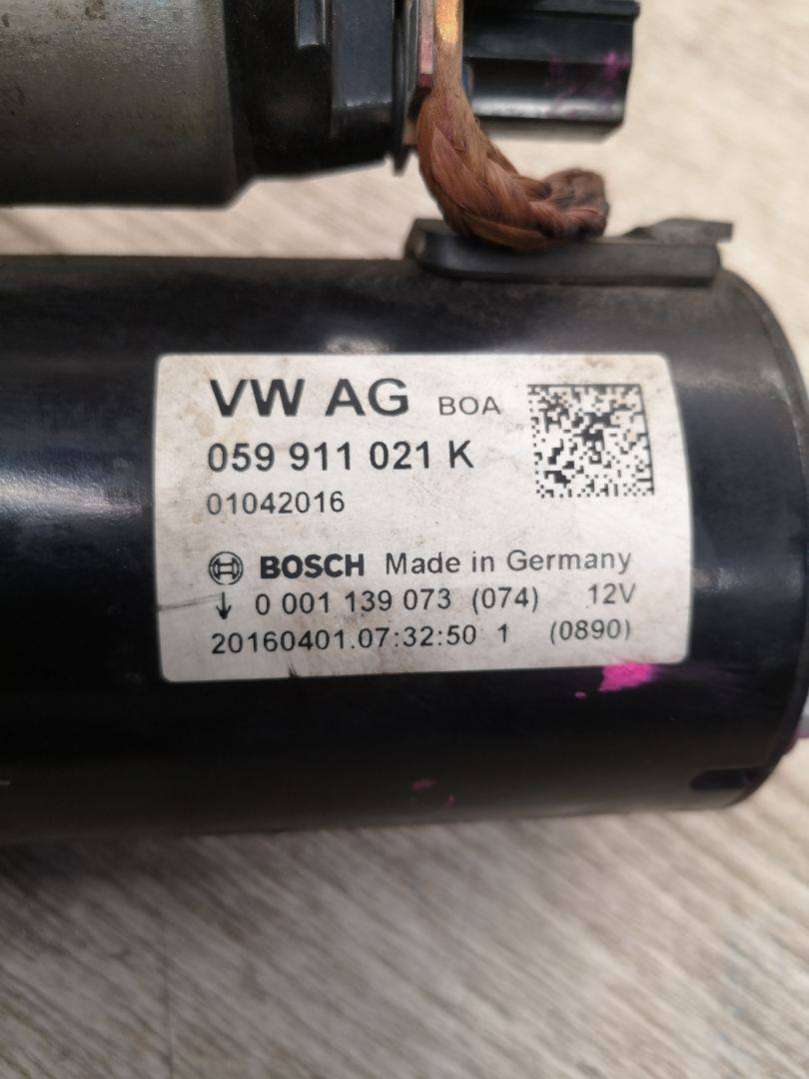 VW AG BOA
059 911 021 K
01042016
BOSCH Made in Germany
↓ 0 001 139 073 (074) 12V
20160401.07:32:50 1 (0890)